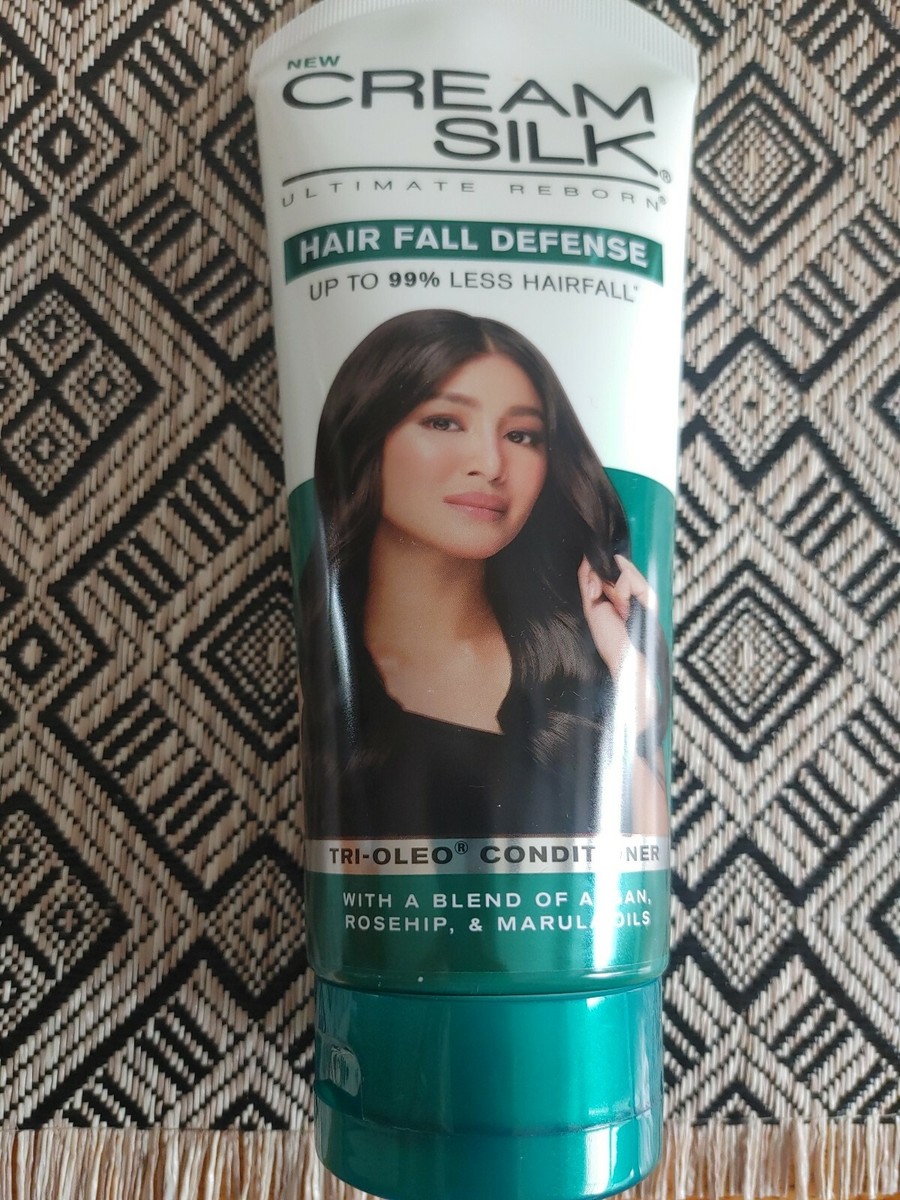 NEW
CREAM
SILK®
ULTIMATE REBORN®
HAIR FALL DEFENSE
UP TO 99% LESS HAIRFALL*
TRI-OLEO® CONDITIONER
WITH A BLEND OF ARGAN,
ROSEHIP, & MARULA OILS